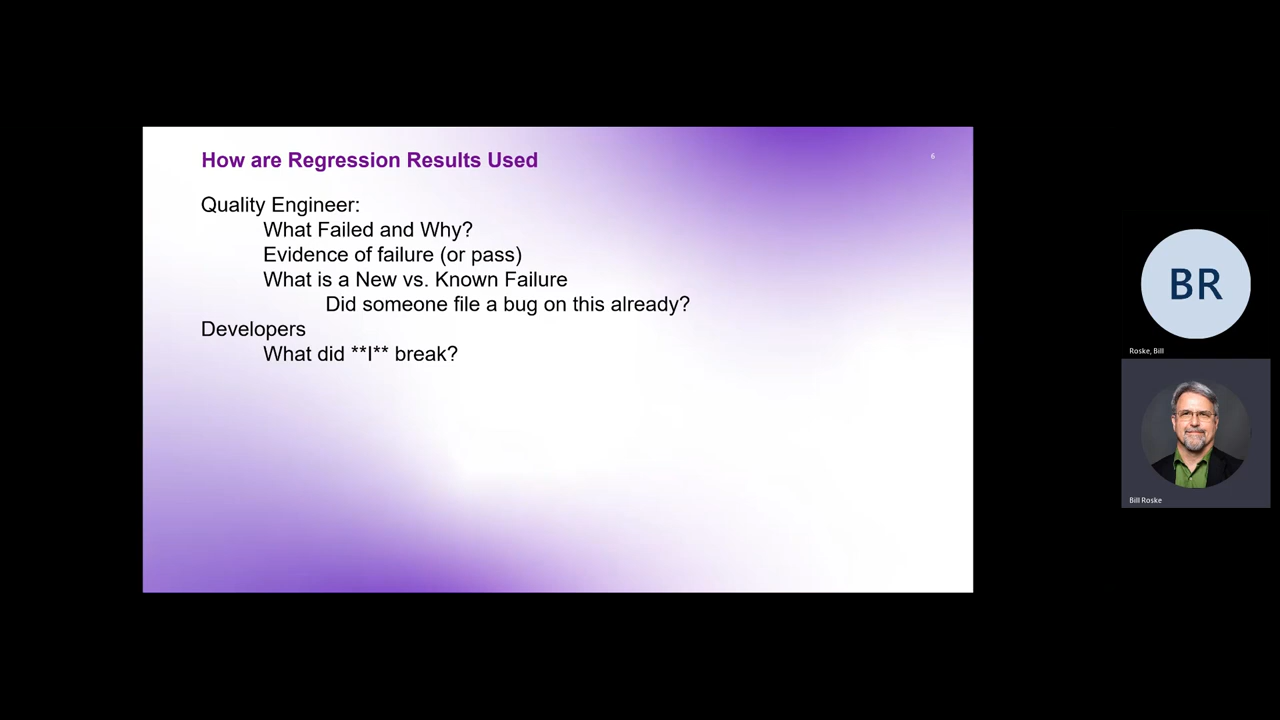 How are Regression Results Used
6
Quality Engineer:
What Failed and Why?
Evidence of failure (or pass)
What is a New vs. Known Failure
Did someone file a bug on this already?
Developers
What did **I** break?
BR
Roske, Bill
Bill Roske